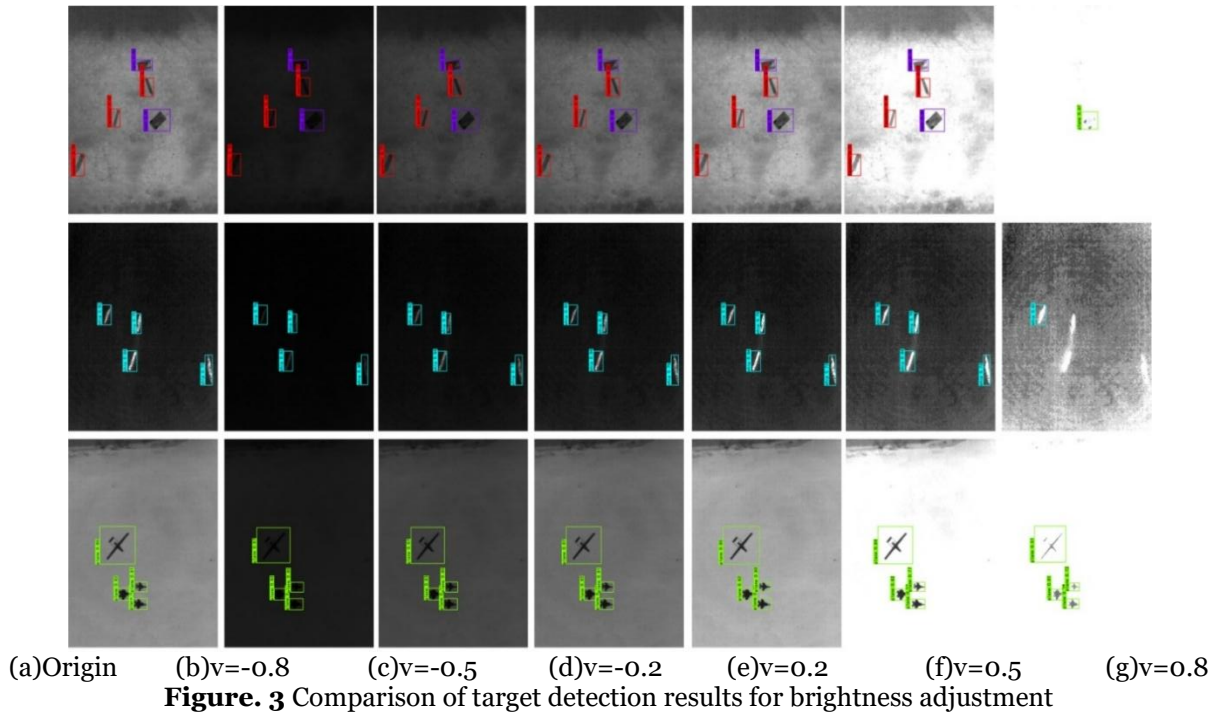 (a)Origin (b)v=-0.8 (c)v=-0.5 (d)v=-0.2 (e)v=0.2 (f)v=0.5 (g)v=0.8
Figure. 3 Comparison of target detection results for brightness adjustment